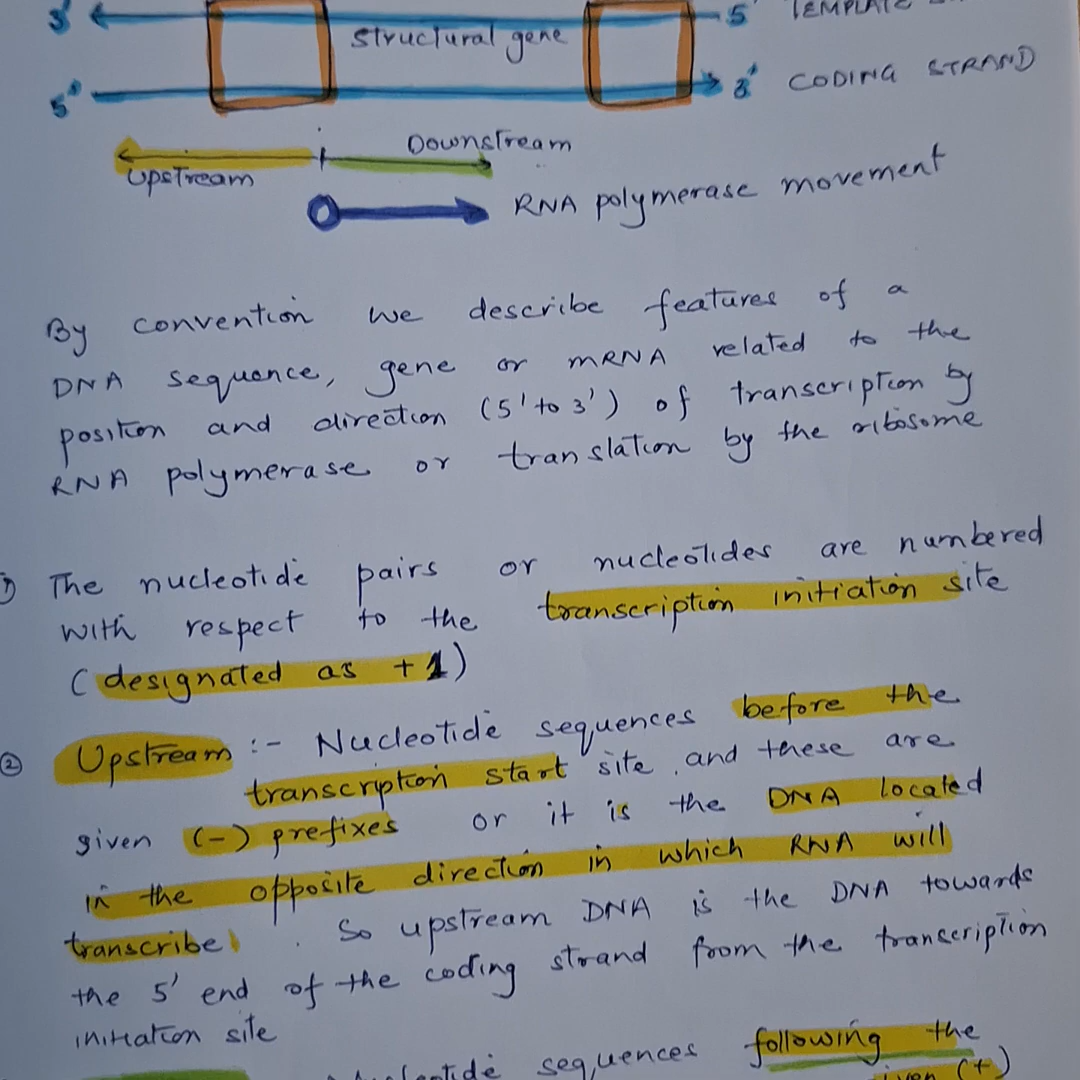 3' structural gene 5' TEMPLATE
5' 3' CODING STRAND
Downstream
Upstream
RNA polymerase movement
By convention we describe features of a
DNA sequence, gene or mRNA related to the
position and direction (5' to 3') of transcription by
RNA polymerase or translation by the ribosome
1) The nucleotide pairs or nucleotides are numbered
with respect to the transcription initiation site
(designated as +1)
② Upstream :- Nucleotide sequences before the
transcription start site, and these are
given (-) prefixes or it is the DNA located
in the opposite direction in which RNA will
transcribe. So upstream DNA is the DNA towards
the 5' end of the coding strand from the transcription
initiation site
sequences following the
(+)